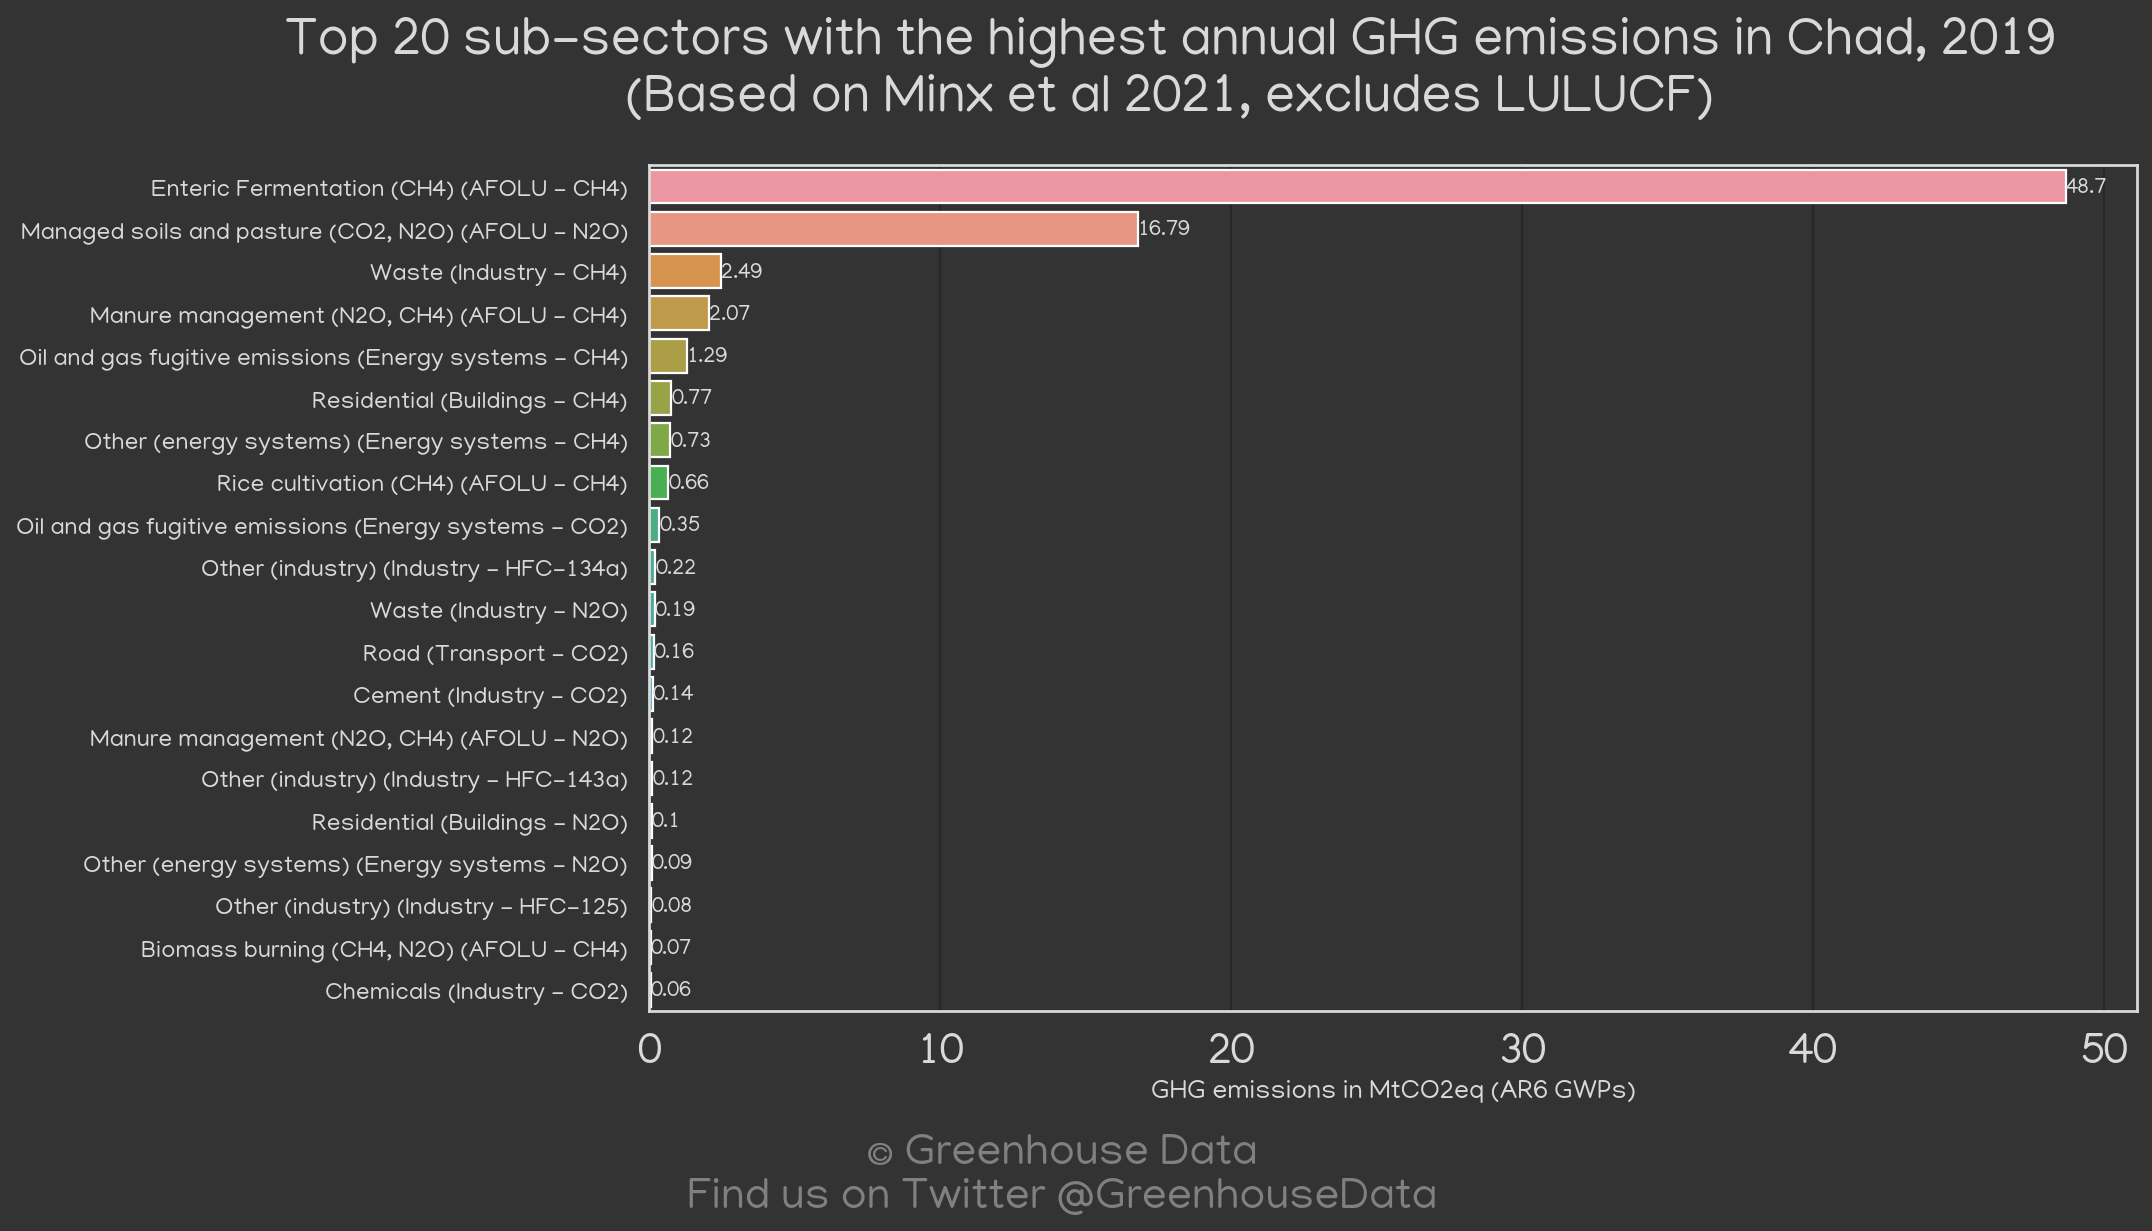 Top 20 sub-sectors with the highest annual GHG emissions in Chad, 2019
(Based on Minx et al 2021, excludes LULUCF)
Enteric Fermentation (CH4) (AFOLU - CH4) 48.7
Managed soils and pasture (CO2, N2O) (AFOLU - N2O) 16.79
Waste (Industry - CH4) 2.49
Manure management (N2O, CH4) (AFOLU - CH4) 2.07
Oil and gas fugitive emissions (Energy systems - CH4) 1.29
Residential (Buildings - CH4) 0.77
Other (energy systems) (Energy systems - CH4) 0.73
Rice cultivation (CH4) (AFOLU - CH4) 0.66
Oil and gas fugitive emissions (Energy systems - CO2) 0.35
Other (industry) (Industry - HFC-134a) 0.22
Waste (Industry - N2O) 0.19
Road (Transport - CO2) 0.16
Cement (Industry - CO2) 0.14
Manure management (N2O, CH4) (AFOLU - N2O) 0.12
Other (industry) (Industry - HFC-143a) 0.12
Residential (Buildings - N2O) 0.1
Other (energy systems) (Energy systems - N2O) 0.09
Other (industry) (Industry - HFC-125) 0.08
Biomass burning (CH4, N2O) (AFOLU - CH4) 0.07
Chemicals (Industry - CO2) 0.06
0 10 20 30 40 50
GHG emissions in MtCO2eq (AR6 GWPs)
© Greenhouse Data
Find us on Twitter @GreenhouseData